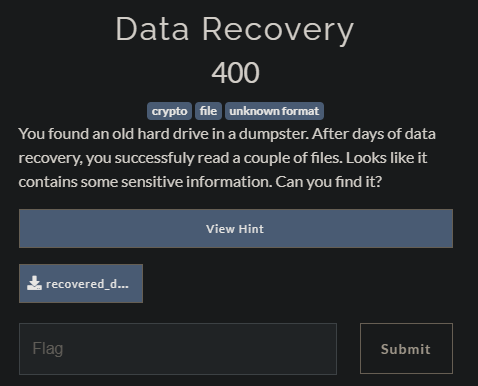 Data Recovery
400
crypto file unknown format
You found an old hard drive in a dumpster. After days of data
recovery, you successfuly read a couple of files. Looks like it
contains some sensitive information. Can you find it?
View Hint
recovered_d...
Flag Submit